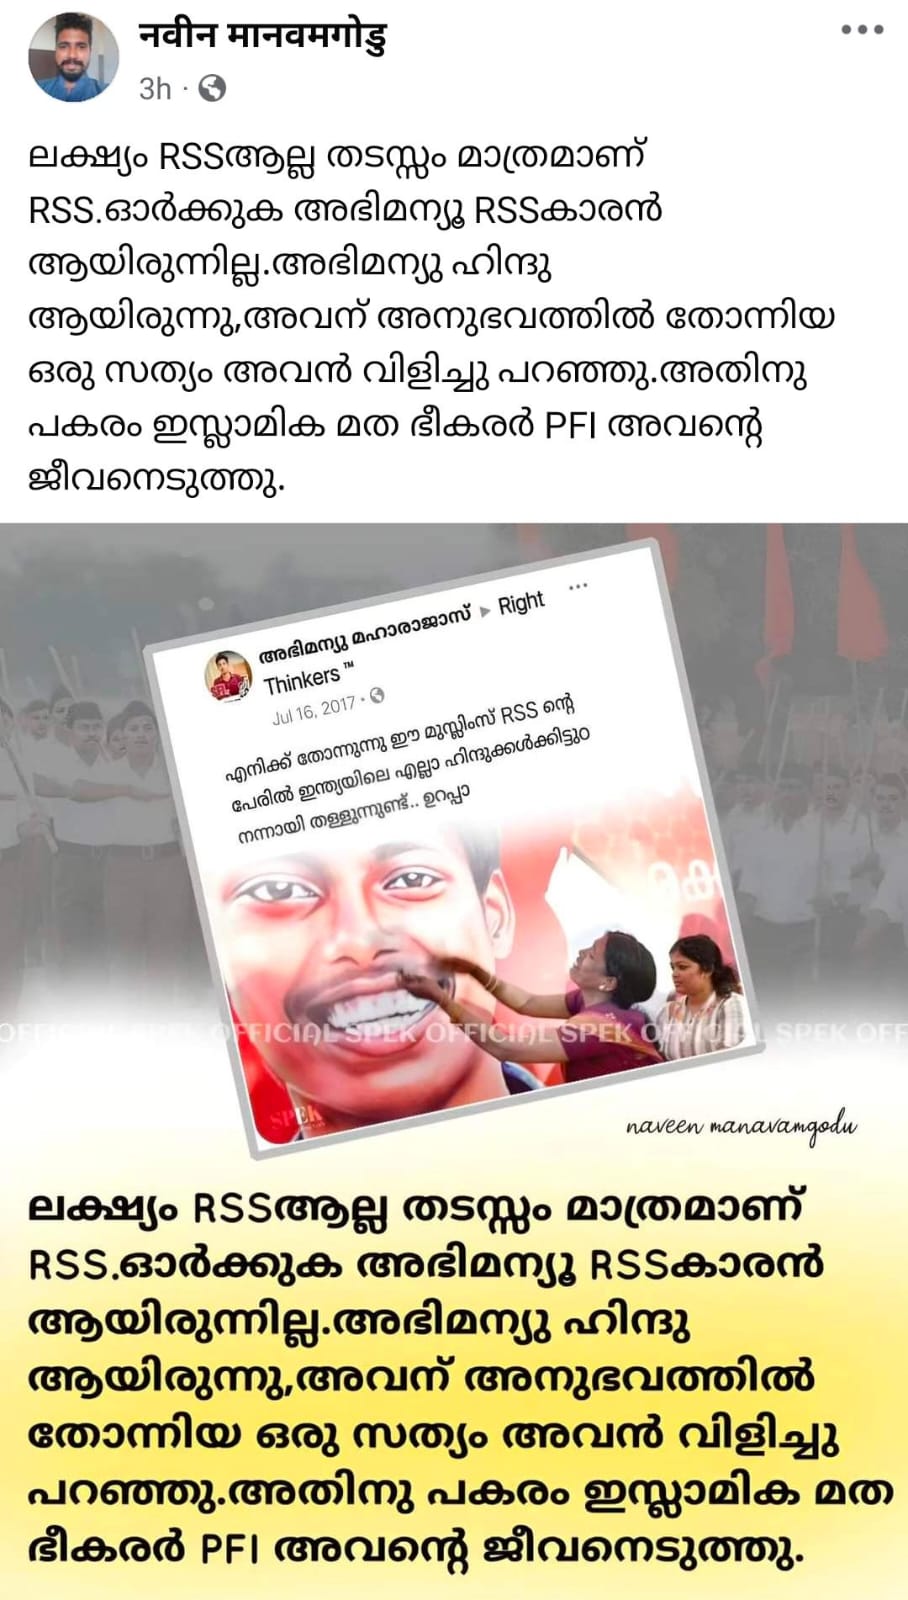 नवीन मानवमगोडु
3h ·
ലക്ഷ്യം RSSആല്ല തടസ്സം മാത്രമാണ്
RSS.ഓർക്കുക അഭിമന്യൂ RSSകാരൻ
ആയിരുന്നില്ല.അഭിമന്യു ഹിന്ദു
ആയിരുന്നു,അവന് അനുഭവത്തിൽ തോന്നിയ
ഒരു സത്യം അവൻ വിളിച്ചു പറഞ്ഞു.അതിനു
പകരം ഇസ്ലാമിക മത ഭീകരർ PFI അവന്റെ
ജീവനെടുത്തു.
അഭിമന്യു മഹാരാജാസ് ▸ Right
Thinkers™
Jul 16, 2017 ·
എനിക്ക് തോന്നുന്നു ഈ മുസ്ലിംസ് RSS ന്റെ
പേരിൽ ഇന്ത്യയിലെ എല്ലാ ഹിന്ദുക്കൾക്കിട്ടും
നന്നായി തള്ളുന്നുണ്ട്.. ഉറപ്പാ
OFFICIAL SPEK OFFICIAL SPEK OFFICIAL SPEK OFF
SPEK
naveen manavamgodu
ലക്ഷ്യം RSSആല്ല തടസ്സം മാത്രമാണ്
RSS.ഓർക്കുക അഭിമന്യൂ RSSകാരൻ
ആയിരുന്നില്ല.അഭിമന്യു ഹിന്ദു
ആയിരുന്നു,അവന് അനുഭവത്തിൽ
തോന്നിയ ഒരു സത്യം അവൻ വിളിച്ചു
പറഞ്ഞു.അതിനു പകരം ഇസ്ലാമിക മത
ഭീകരർ PFI അവന്റെ ജീവനെടുത്തു.